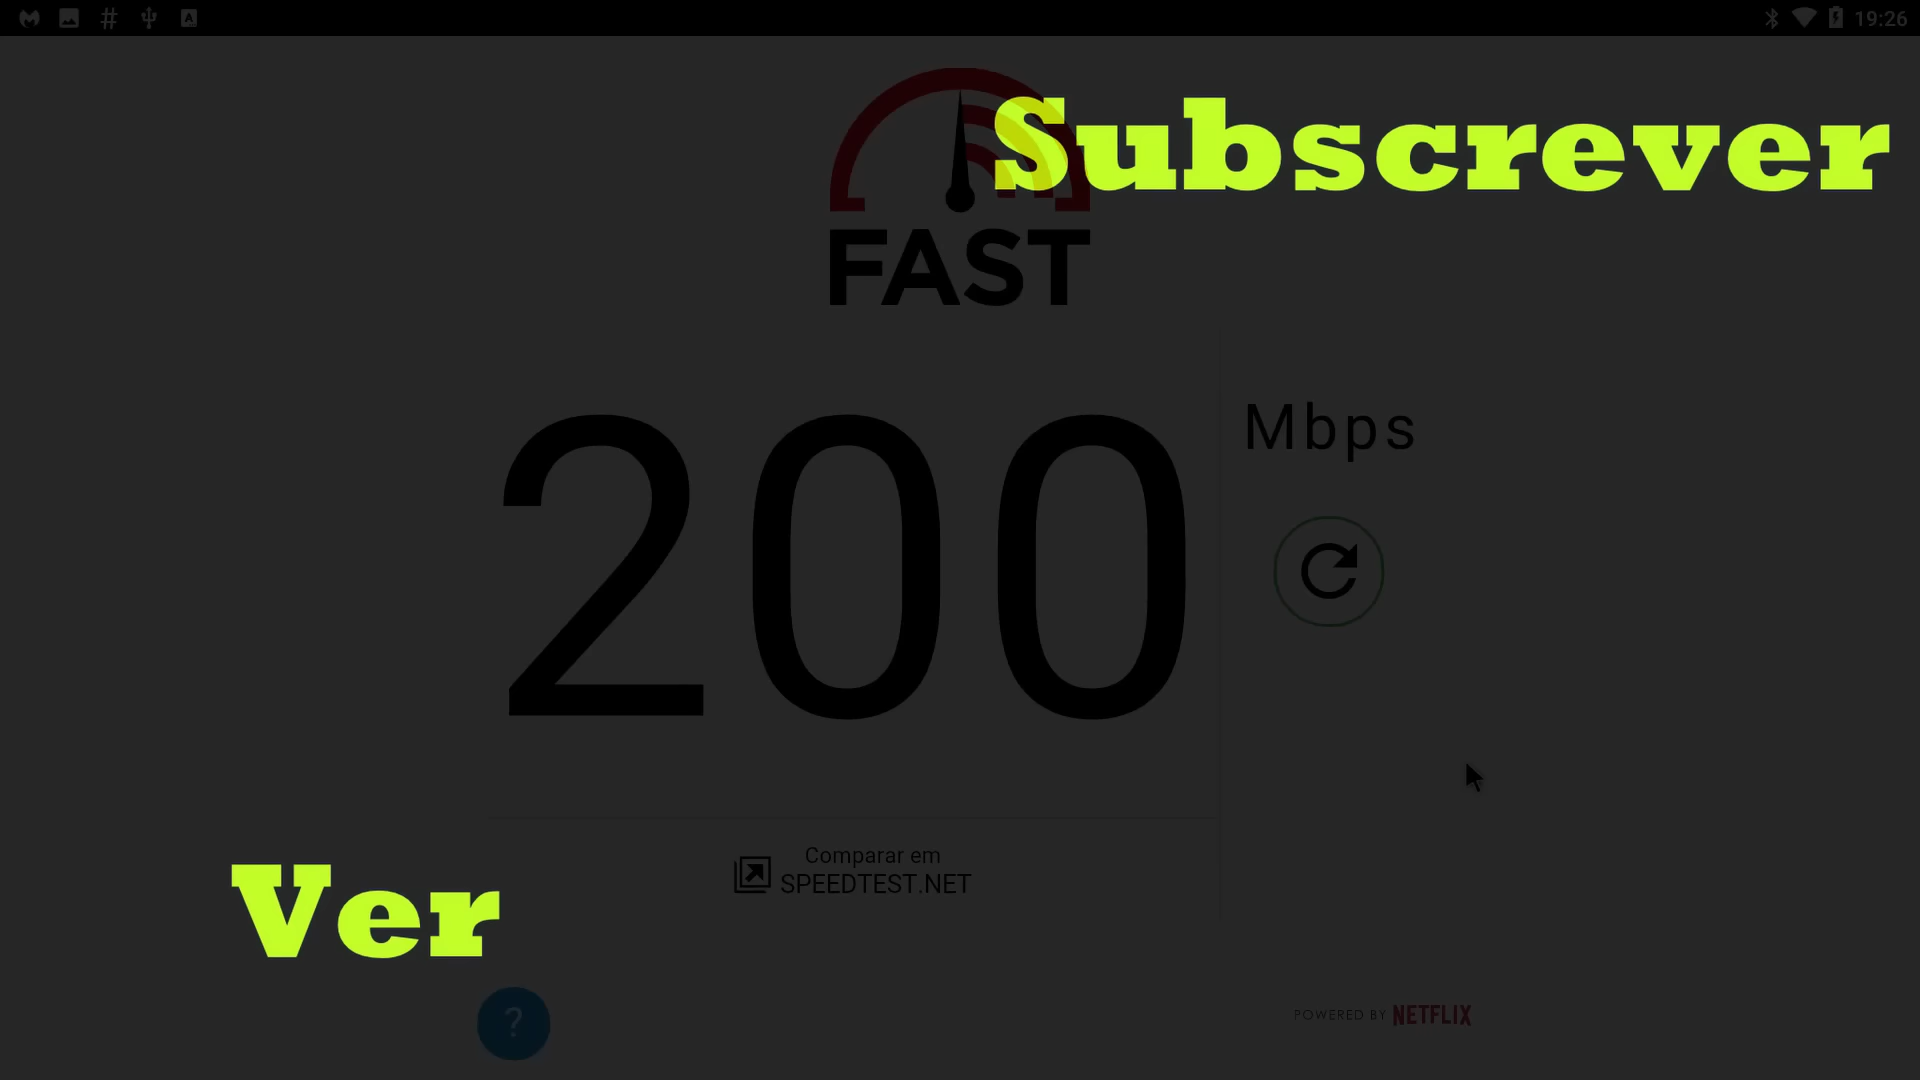 19:26
Subscrever
FAST
200
Mbps
Comparar em
SPEEDTEST.NET
Ver
?
POWERED BY NETFLIX